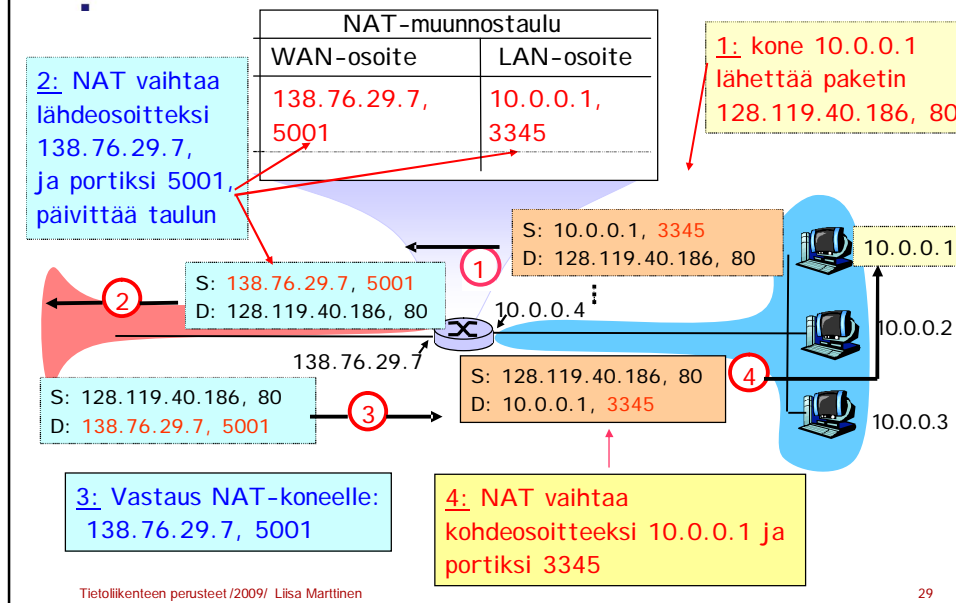 NAT-muunnostaulu
WAN-osoite
LAN-osoite
138.76.29.7,
5001
10.0.0.1,
3345
1: kone 10.0.0.1
lähettää paketin
128.119.40.186, 80
2: NAT vaihtaa
lähdeosoitteksi
138.76.29.7,
ja portiksi 5001,
päivittää taulun
S: 10.0.0.1, 3345
D: 128.119.40.186, 80
1
10.0.0.1
S: 138.76.29.7, 5001
D: 128.119.40.186, 80
2
10.0.0.4
10.0.0.2
138.76.29.7
S: 128.119.40.186, 80
D: 10.0.0.1, 3345
4
S: 128.119.40.186, 80
D: 138.76.29.7, 5001
3
10.0.0.3
3: Vastaus NAT-koneelle:
138.76.29.7, 5001
4: NAT vaihtaa
kohdeosoitteeksi 10.0.0.1 ja
portiksi 3345
Tietoliikenteen perusteet /2009/ Liisa Marttinen
29